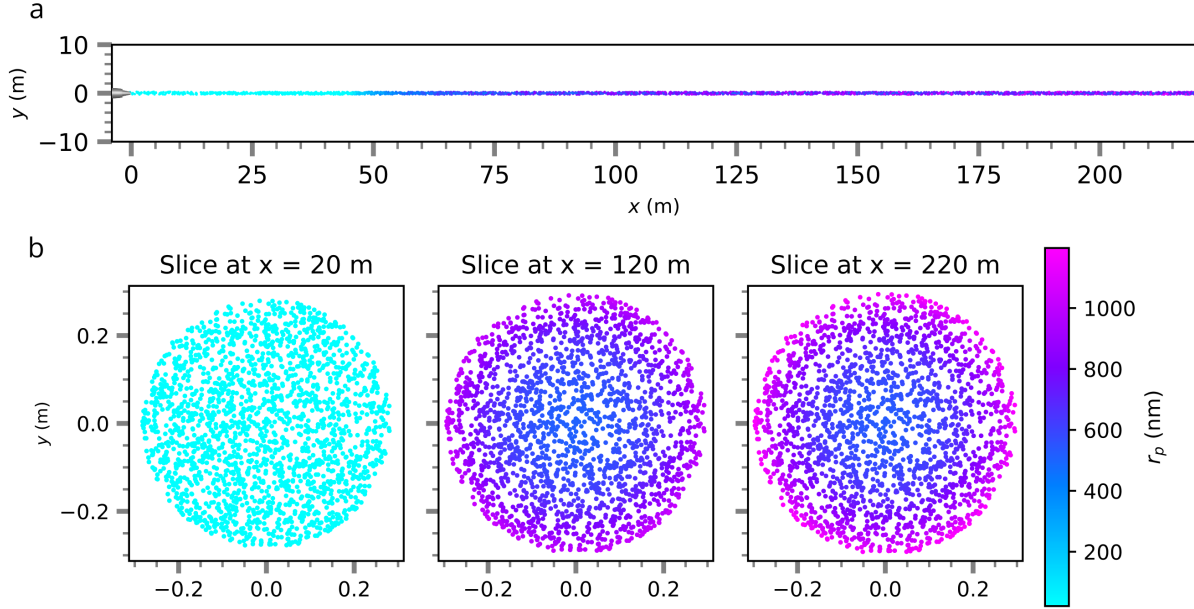 a
10
0
−10
y (m)
0 25 50 75 100 125 150 175 200
x (m)
b
Slice at x = 20 m Slice at x = 120 m Slice at x = 220 m
0.2
0.0
−0.2
y (m)
−0.2 0.0 0.2 −0.2 0.0 0.2 −0.2 0.0 0.2
1000
800
600
400
200
r_p (nm)